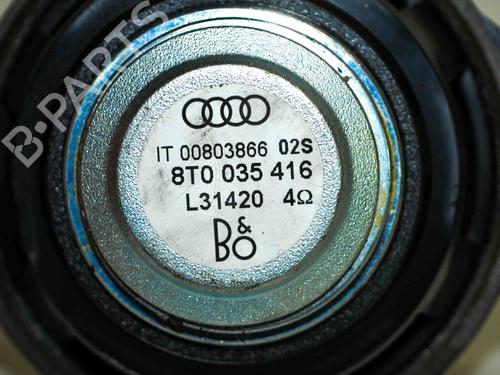 B-PARTS
IT 00803866 02S
8T0 035 416
L31420 4Ω
B&O